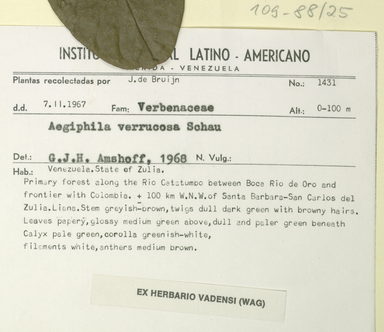 109-88/25
INSTITU AL LATINO - AMERICANO
RIDA - VENEZUELA
Plantas recolectadas por J. de Bruijn No.: 1431
d.d. 7.II.1967 Fam: Verbenaceae Alt.: 0-100 m
Aegiphila verrucosa Schau
Det.: G.J.H. Amshoff, 1968 N. Vulg.:
Hab.: Venezuela.State of Zulia.
Primary forest along the Rio Catatumbo between Boca Rio de Oro and
frontier with Colombia. + 100 km W.N.W.of Santa Barbara-San Carlos del
Zulia.Liana.Stem greyish-brown,twigs dull dark green with browny hairs.
Leaves papery,glossy medium green above,dull and paler green beneath
Calyx pale green,corolla greenish-white,
filaments white,anthers medium brown.
EX HERBARIO VADENSI (WAG)